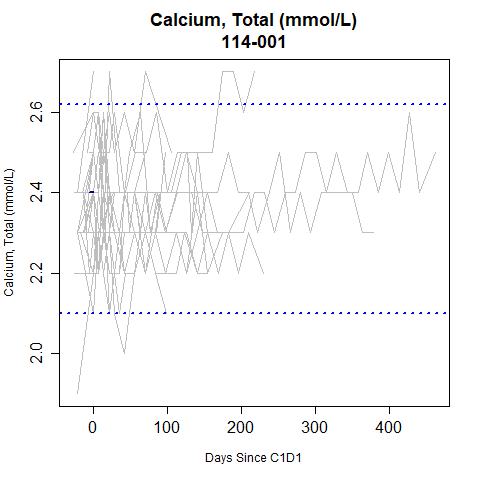 Calcium, Total (mmol/L)
114-001
Calcium, Total (mmol/L)
2.6
2.4
2.2
2.0
0 100 200 300 400
Days Since C1D1